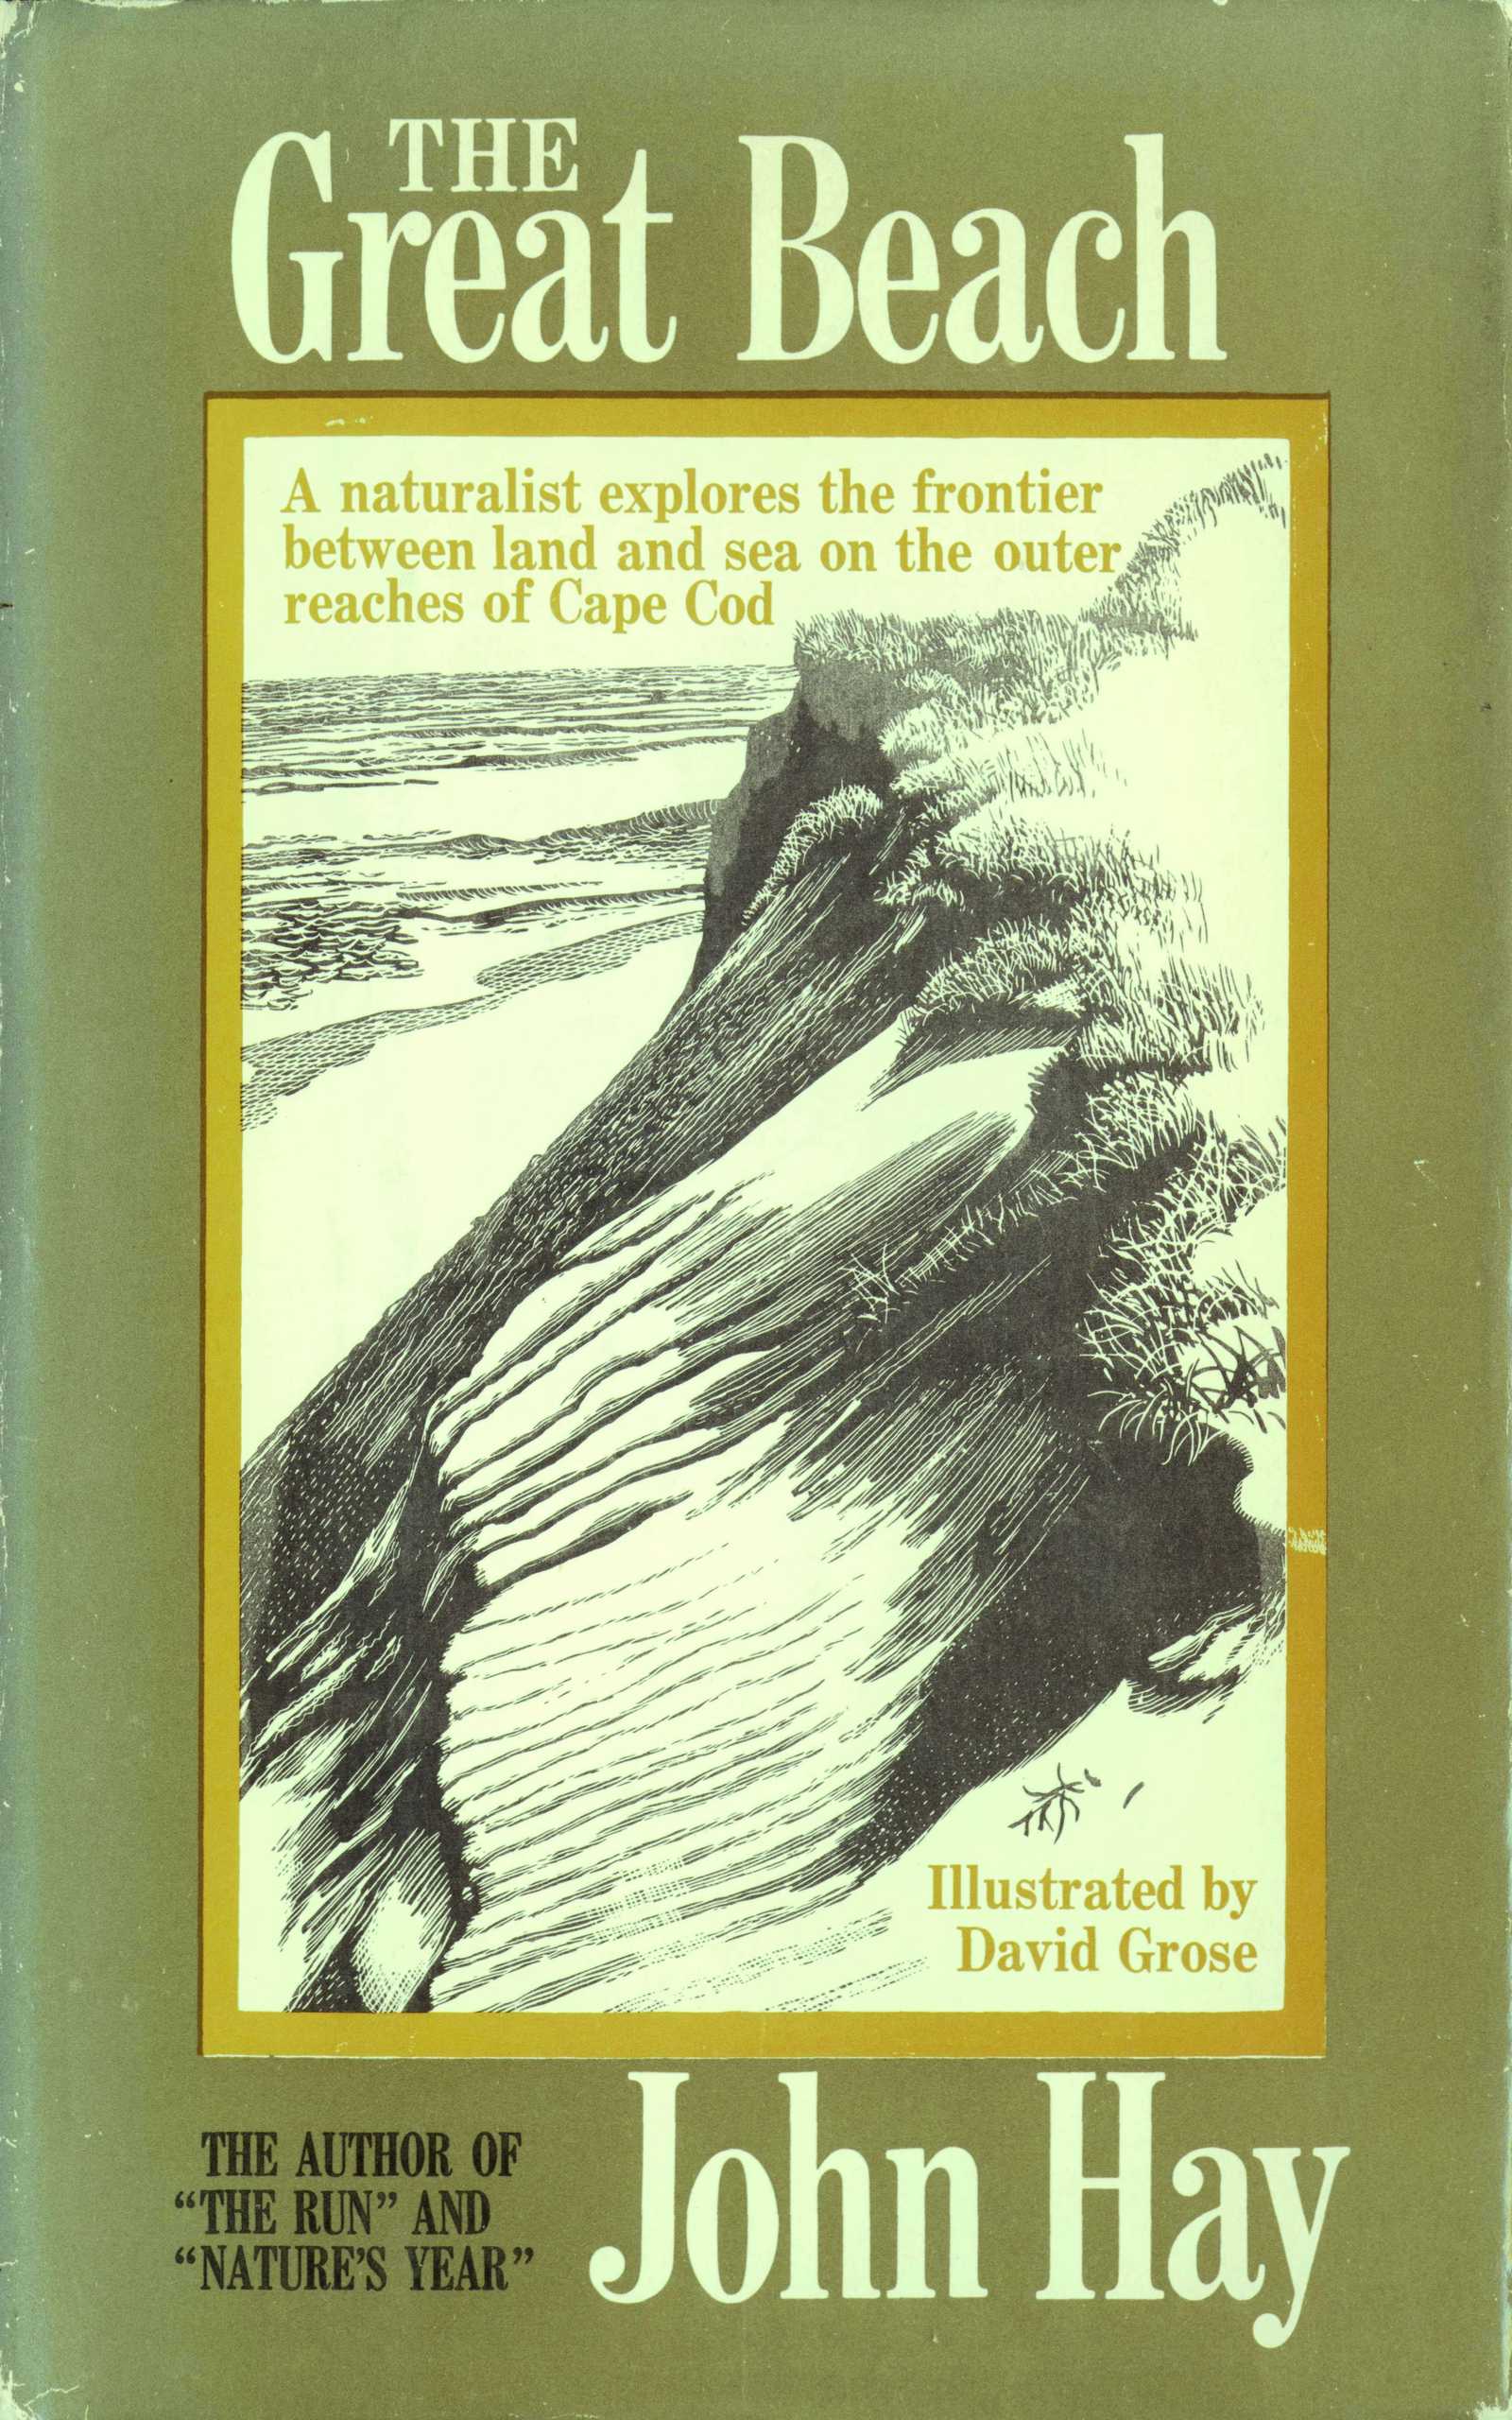 THE
Great Beach
A naturalist explores the frontier
between land and sea on the outer
reaches of Cape Cod
Illustrated by
David Grose
THE AUTHOR OF
“THE RUN” AND
“NATURE’S YEAR”
John Hay